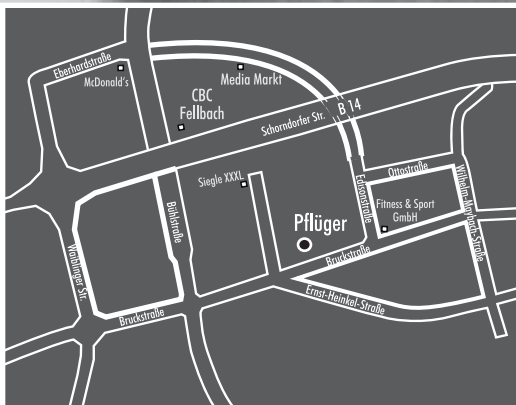 Eberhardstraße
McDonald's
Media Markt
CBC
Fellbach
B 14
Schorndorfer Str.
Siegle XXXL
Bühlstraße
Edisonstraße
Ottostraße
Wilhelm-Maybach-Straße
Fitness & Sport
GmbH
Pflüger
Waiblinger Str.
Bruckstraße
Ernst-Heinkel-Straße
Bruckstraße